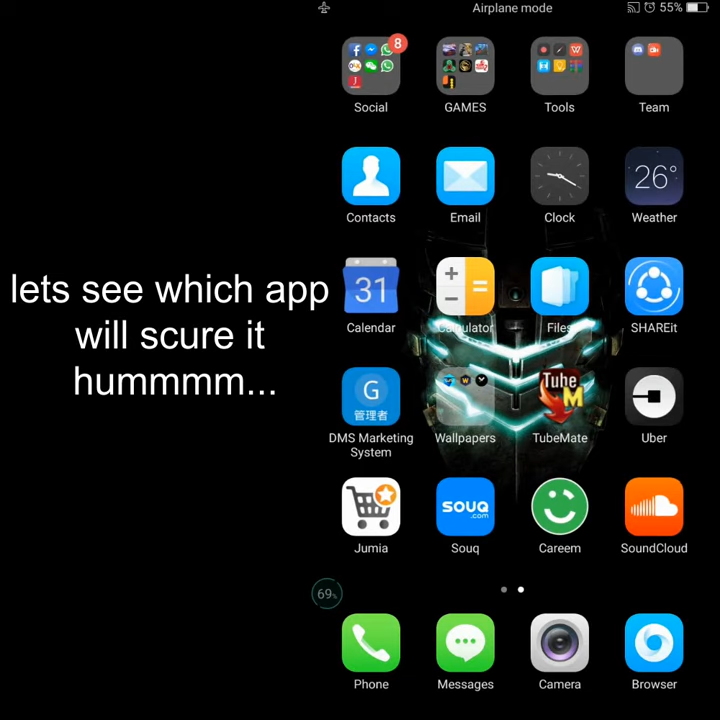 Airplane mode
55%
8
Social
GAMES
Tools
Team
26°
Contacts
Email
Clock
Weather
lets see which app
will scure it
hummmm...
31
Calendar
Calculator
Files
SHAREit
G
管理者
Tube
M
DMS Marketing
System
Wallpapers
TubeMate
Uber
souq
.com
Jumia
Souq
Careem
SoundCloud
69%
Phone
Messages
Camera
Browser